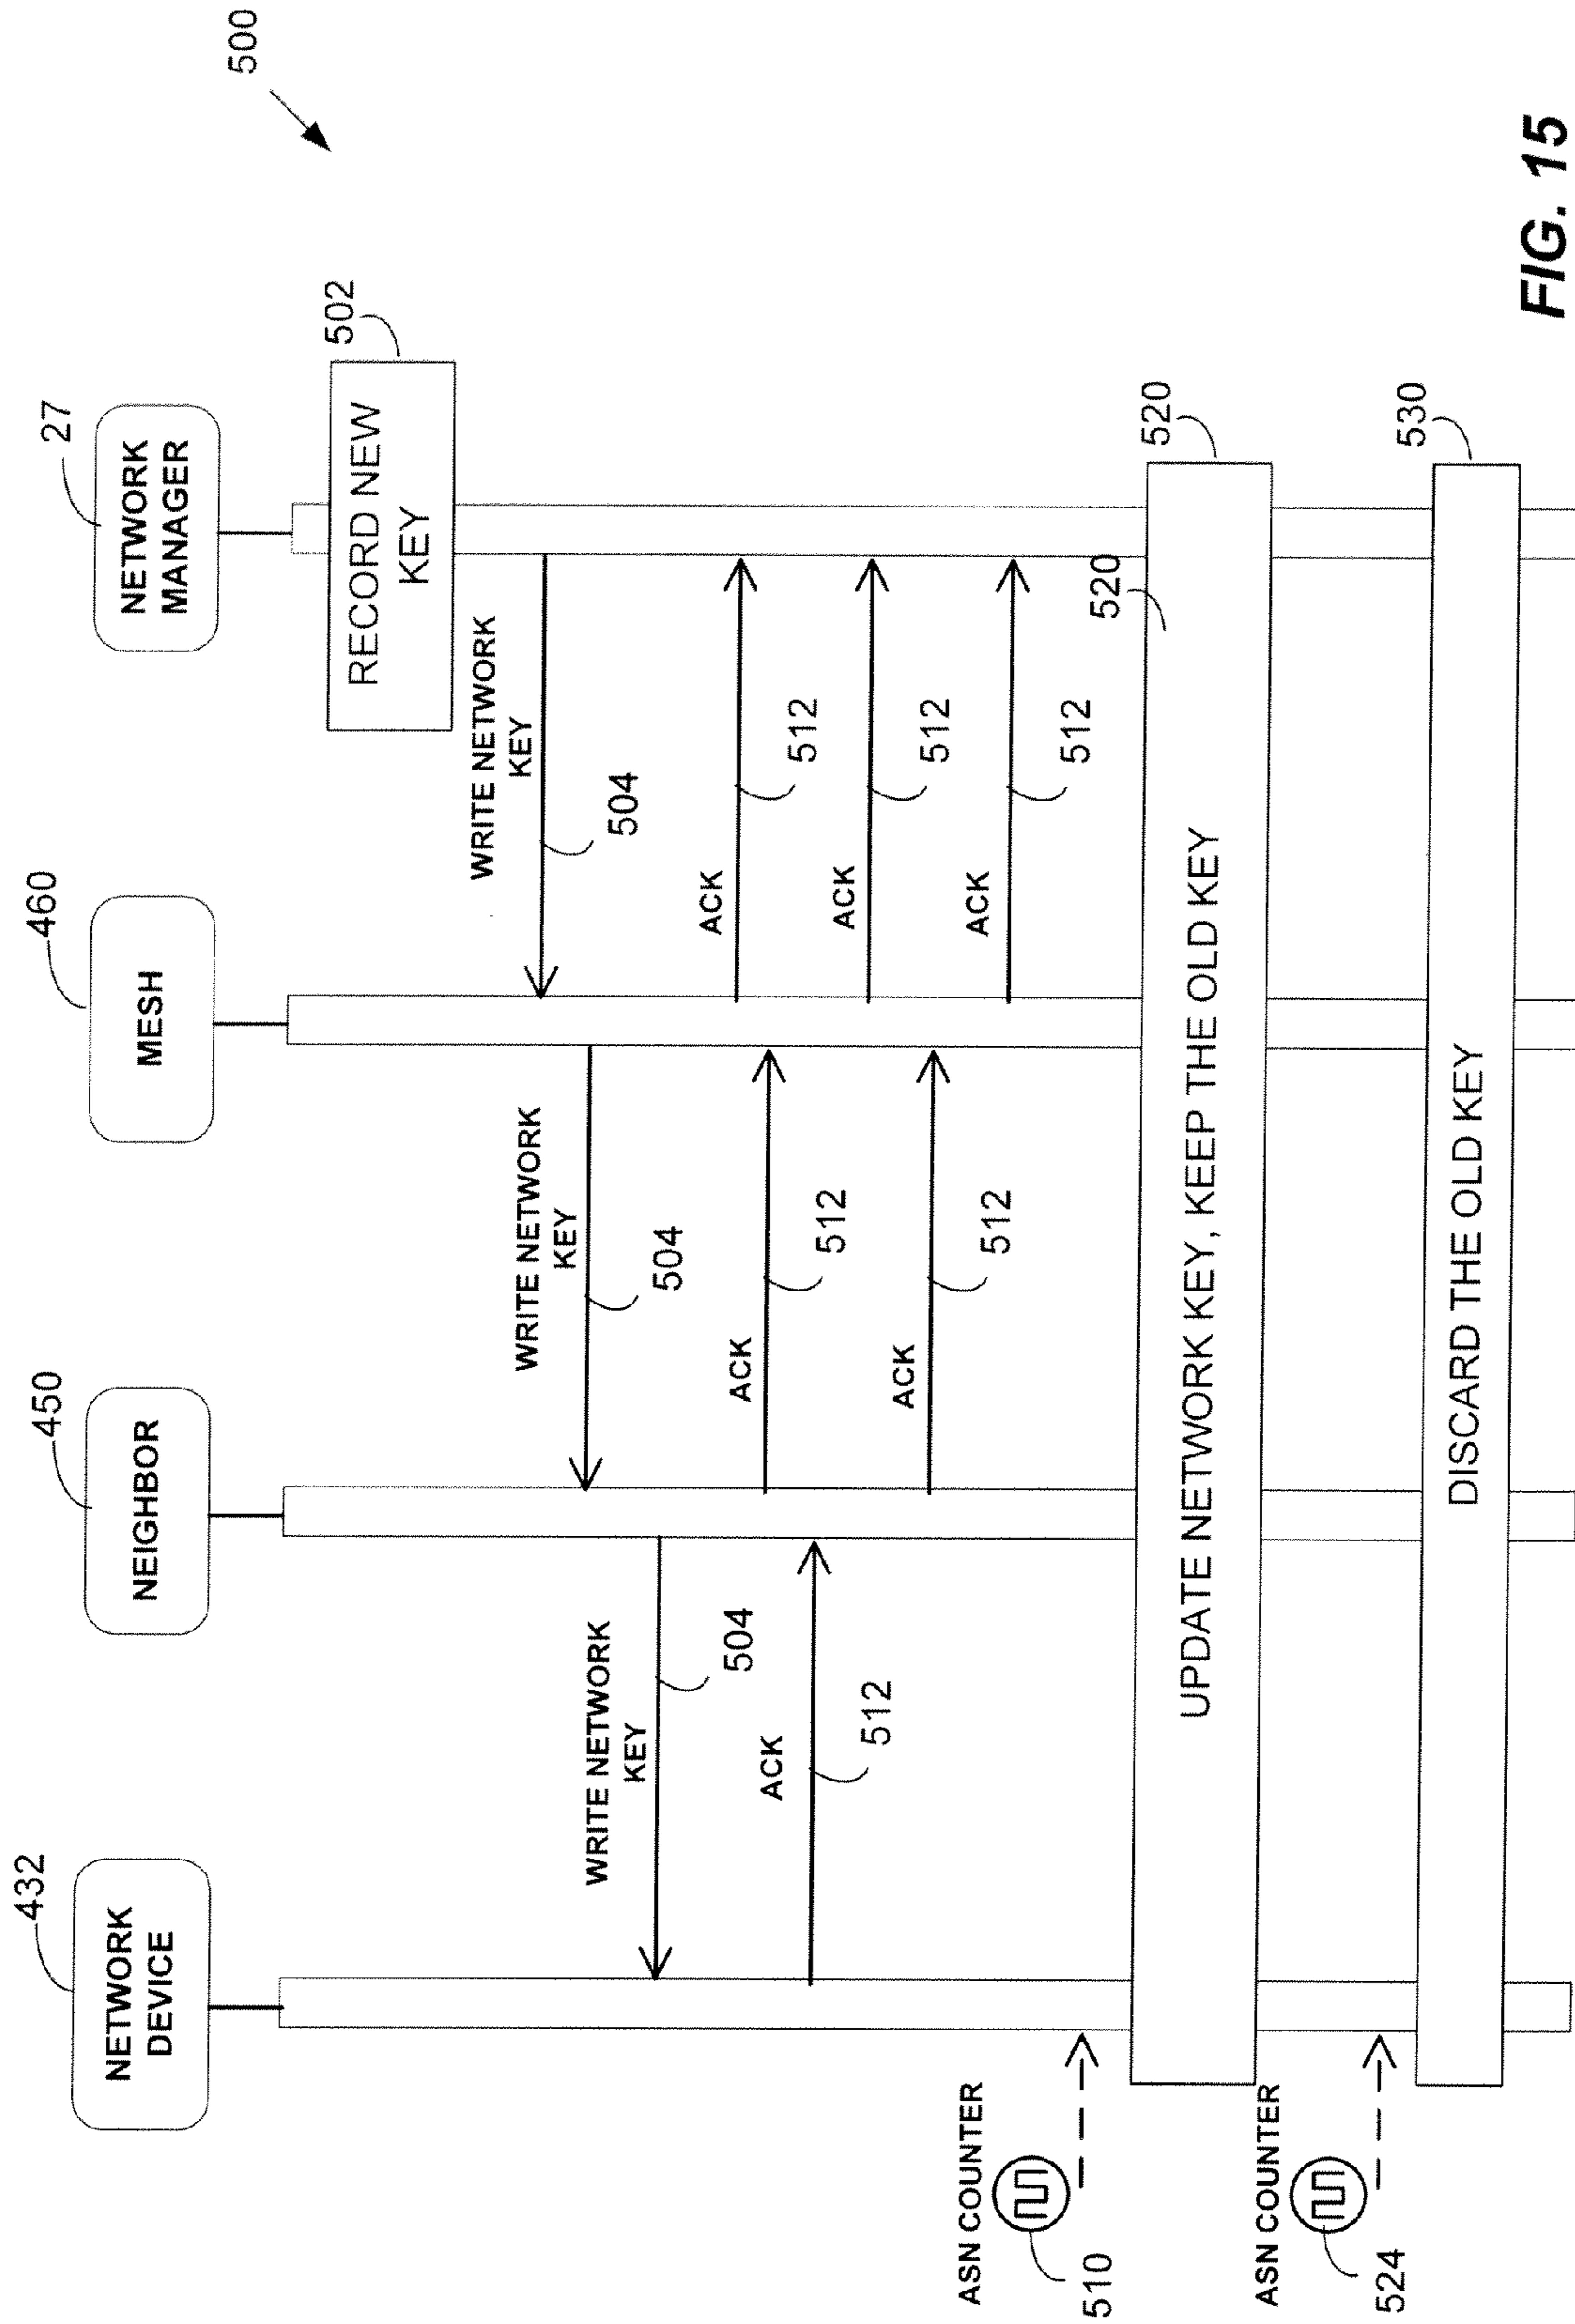 500
432
450
460
27
NETWORK
DEVICE
NEIGHBOR
MESH
NETWORK
MANAGER
502
RECORD NEW
KEY
WRITE NETWORK
KEY
504
WRITE NETWORK
KEY
504
WRITE NETWORK
KEY
504
ACK
512
ACK
512
ACK
512
ACK
512
ACK
512
ACK
512
ASN COUNTER
510
520
520
UPDATE NETWORK KEY, KEEP THE OLD KEY
ASN COUNTER
524
530
DISCARD THE OLD KEY
FIG. 15